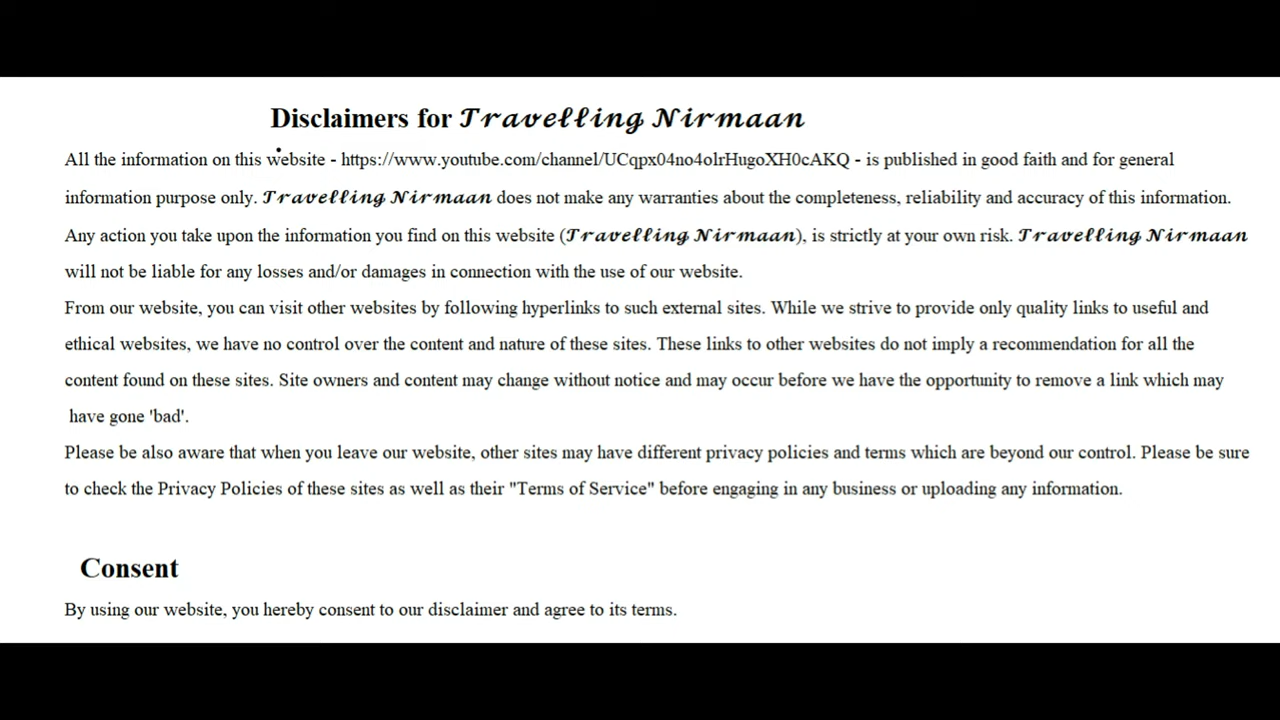 Disclaimers for Travelling Nirmaan
All the information on this website - https://www.youtube.com/channel/UCqpx04no4olrHugoXH0cAKQ - is published in good faith and for general
information purpose only. Travelling Nirmaan does not make any warranties about the completeness, reliability and accuracy of this information.
Any action you take upon the information you find on this website (Travelling Nirmaan), is strictly at your own risk. Travelling Nirmaan
will not be liable for any losses and/or damages in connection with the use of our website.
From our website, you can visit other websites by following hyperlinks to such external sites. While we strive to provide only quality links to useful and
ethical websites, we have no control over the content and nature of these sites. These links to other websites do not imply a recommendation for all the
content found on these sites. Site owners and content may change without notice and may occur before we have the opportunity to remove a link which may
have gone 'bad'.
Please be also aware that when you leave our website, other sites may have different privacy policies and terms which are beyond our control. Please be sure
to check the Privacy Policies of these sites as well as their "Terms of Service" before engaging in any business or uploading any information.
Consent
By using our website, you hereby consent to our disclaimer and agree to its terms.